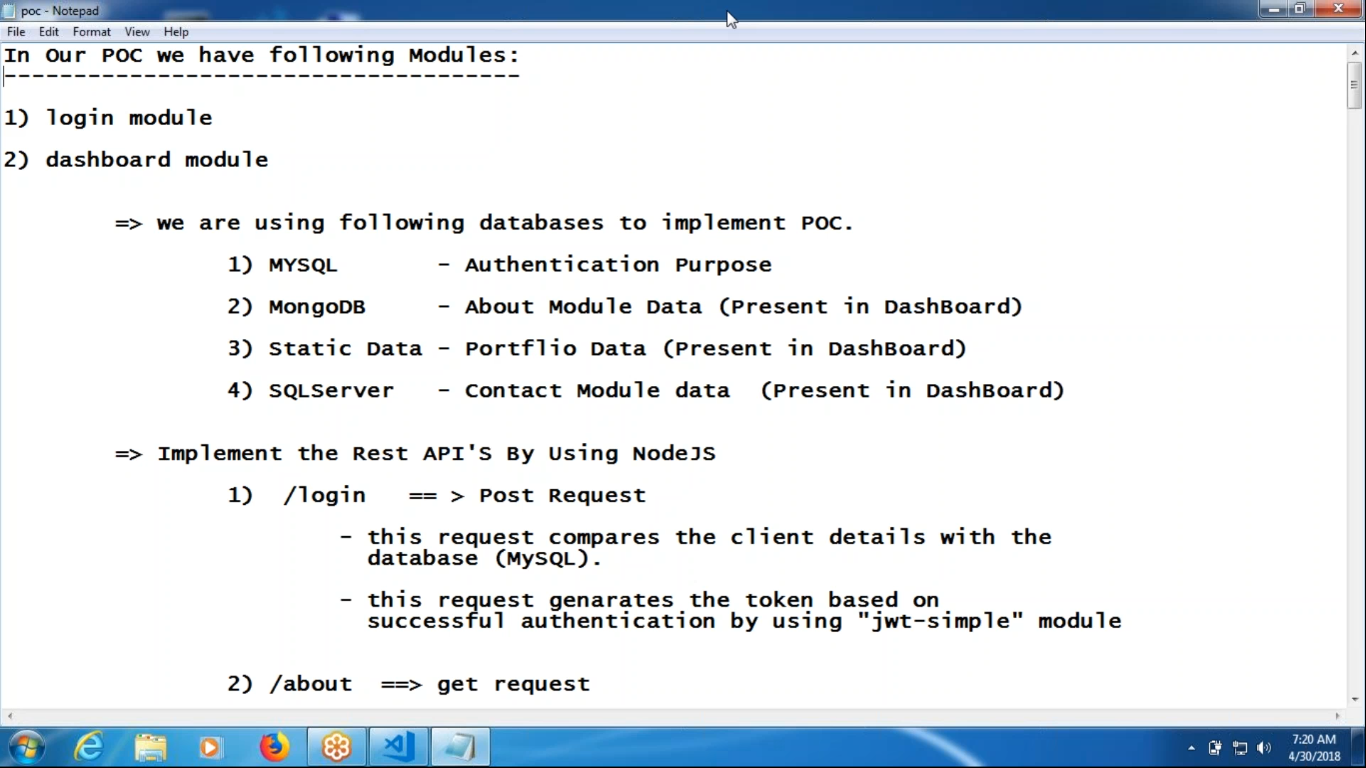 poc - Notepad
File Edit Format View Help
In Our POC we have following Modules:
-------------------------------------
1) login module
2) dashboard module
=> we are using following databases to implement POC.
1) MYSQL - Authentication Purpose
2) MongoDB - About Module Data (Present in DashBoard)
3) Static Data - Portflio Data (Present in DashBoard)
4) SQLServer - Contact Module data (Present in DashBoard)
=> Implement the Rest API'S By Using NodeJS
1) /login == > Post Request
- this request compares the client details with the
database (MySQL).
- this request genarates the token based on
successful authentication by using "jwt-simple" module
2) /about ==> get request
7:20 AM
4/30/2018